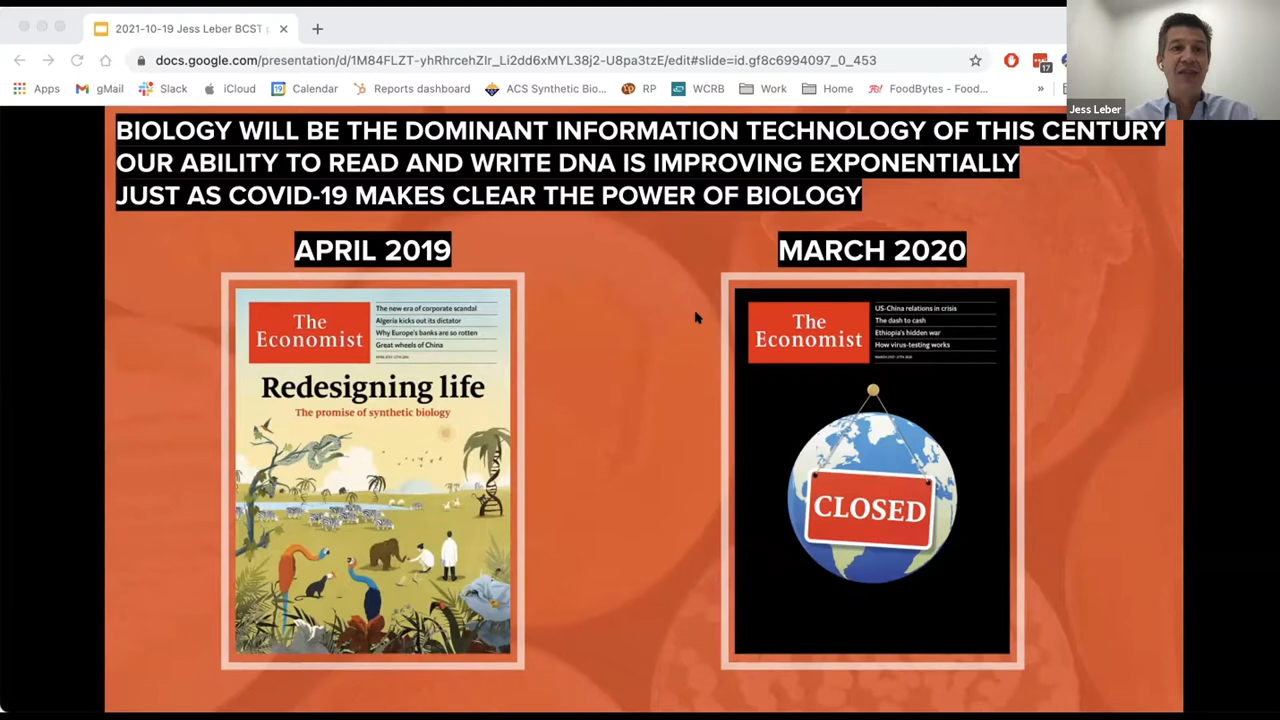 2021-10-19 Jess Leber BCST
docs.google.com/presentation/d/1M84FLZT-yhRhrcehZIr_Li2dd6xMYL38j2-U8pa3tzE/edit#slide=id.gf8c6994097_0_453
17
Apps gMail Slack iCloud Calendar Reports dashboard ACS Synthetic Bio... RP WCRB Work Home FoodBytes - Food... »
Jess Leber
BIOLOGY WILL BE THE DOMINANT INFORMATION TECHNOLOGY OF THIS CENTURY
OUR ABILITY TO READ AND WRITE DNA IS IMPROVING EXPONENTIALLY
JUST AS COVID-19 MAKES CLEAR THE POWER OF BIOLOGY
APRIL 2019
The
Economist
The new era of corporate scandal
Algeria kicks out its dictator
Why Europe's banks are so rotten
Great wheels of China
Redesigning life
The promise of synthetic biology
MARCH 2020
The
Economist
US-China relations in crisis
The dash to cash
Ethiopia's hidden war
How virus-testing works
CLOSED